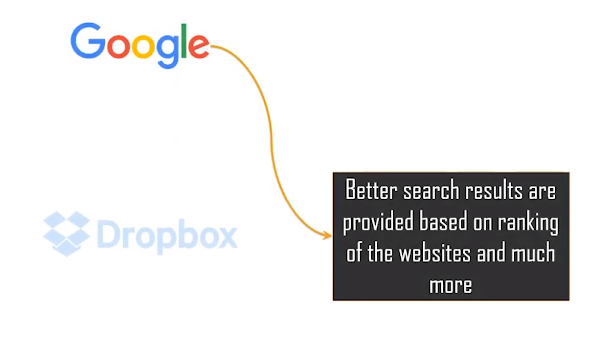 Google
Better search results are
provided based on ranking
of the websites and much
more
Dropbox